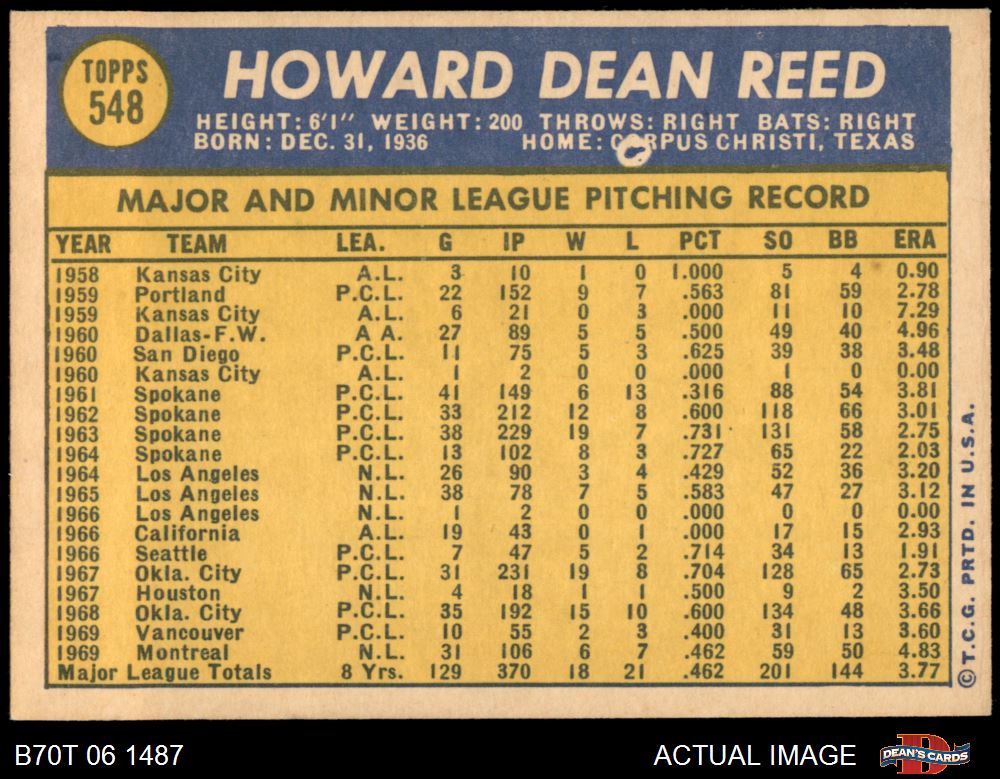 TOPPS
548
HOWARD DEAN REED
HEIGHT: 6'1" WEIGHT: 200 THROWS: RIGHT BATS: RIGHT
BORN: DEC. 31, 1936 HOME: CORPUS CHRISTI, TEXAS
MAJOR AND MINOR LEAGUE PITCHING RECORD
YEAR TEAM LEA. G IP W L PCT SO BB ERA
1958 Kansas City A.L. 3 10 1 0 1.000 5 4 0.90
1959 Portland P.C.L. 22 152 9 7 .563 81 59 2.78
1959 Kansas City A.L. 6 21 0 3 .000 11 10 7.29
1960 Dallas-F.W. A A. 27 89 5 5 .500 49 40 4.96
1960 San Diego P.C.L. 11 75 5 3 .625 39 38 3.48
1960 Kansas City A.L. 1 2 0 0 .000 1 0 0.00
1961 Spokane P.C.L. 41 149 6 13 .316 88 54 3.81
1962 Spokane P.C.L. 33 212 12 8 .600 118 66 3.01
1963 Spokane P.C.L. 38 229 19 7 .731 131 58 2.75
1964 Spokane P.C.L. 13 102 8 3 .727 65 22 2.03
1964 Los Angeles N.L. 26 90 3 4 .429 52 36 3.20
1965 Los Angeles N.L. 38 78 7 5 .583 47 27 3.12
1966 Los Angeles N.L. 1 2 0 0 .000 0 0 0.00
1966 California A.L. 19 43 0 1 .000 17 15 2.93
1966 Seattle P.C.L. 7 47 5 2 .714 34 13 1.91
1967 Okla. City P.C.L. 31 231 19 8 .704 128 65 2.73
1967 Houston N.L. 4 18 1 1 .500 9 2 3.50
1968 Okla. City P.C.L. 35 192 15 10 .600 134 48 3.66
1969 Vancouver P.C.L. 10 55 2 3 .400 31 13 3.60
1969 Montreal N.L. 31 106 6 7 .462 59 50 4.83
Major League Totals 8 Yrs. 129 370 18 21 .462 201 144 3.77
© T.C.G. PRTD. IN U.S.A.
B70T 06 1487 ACTUAL IMAGE
DEAN'S CARDS